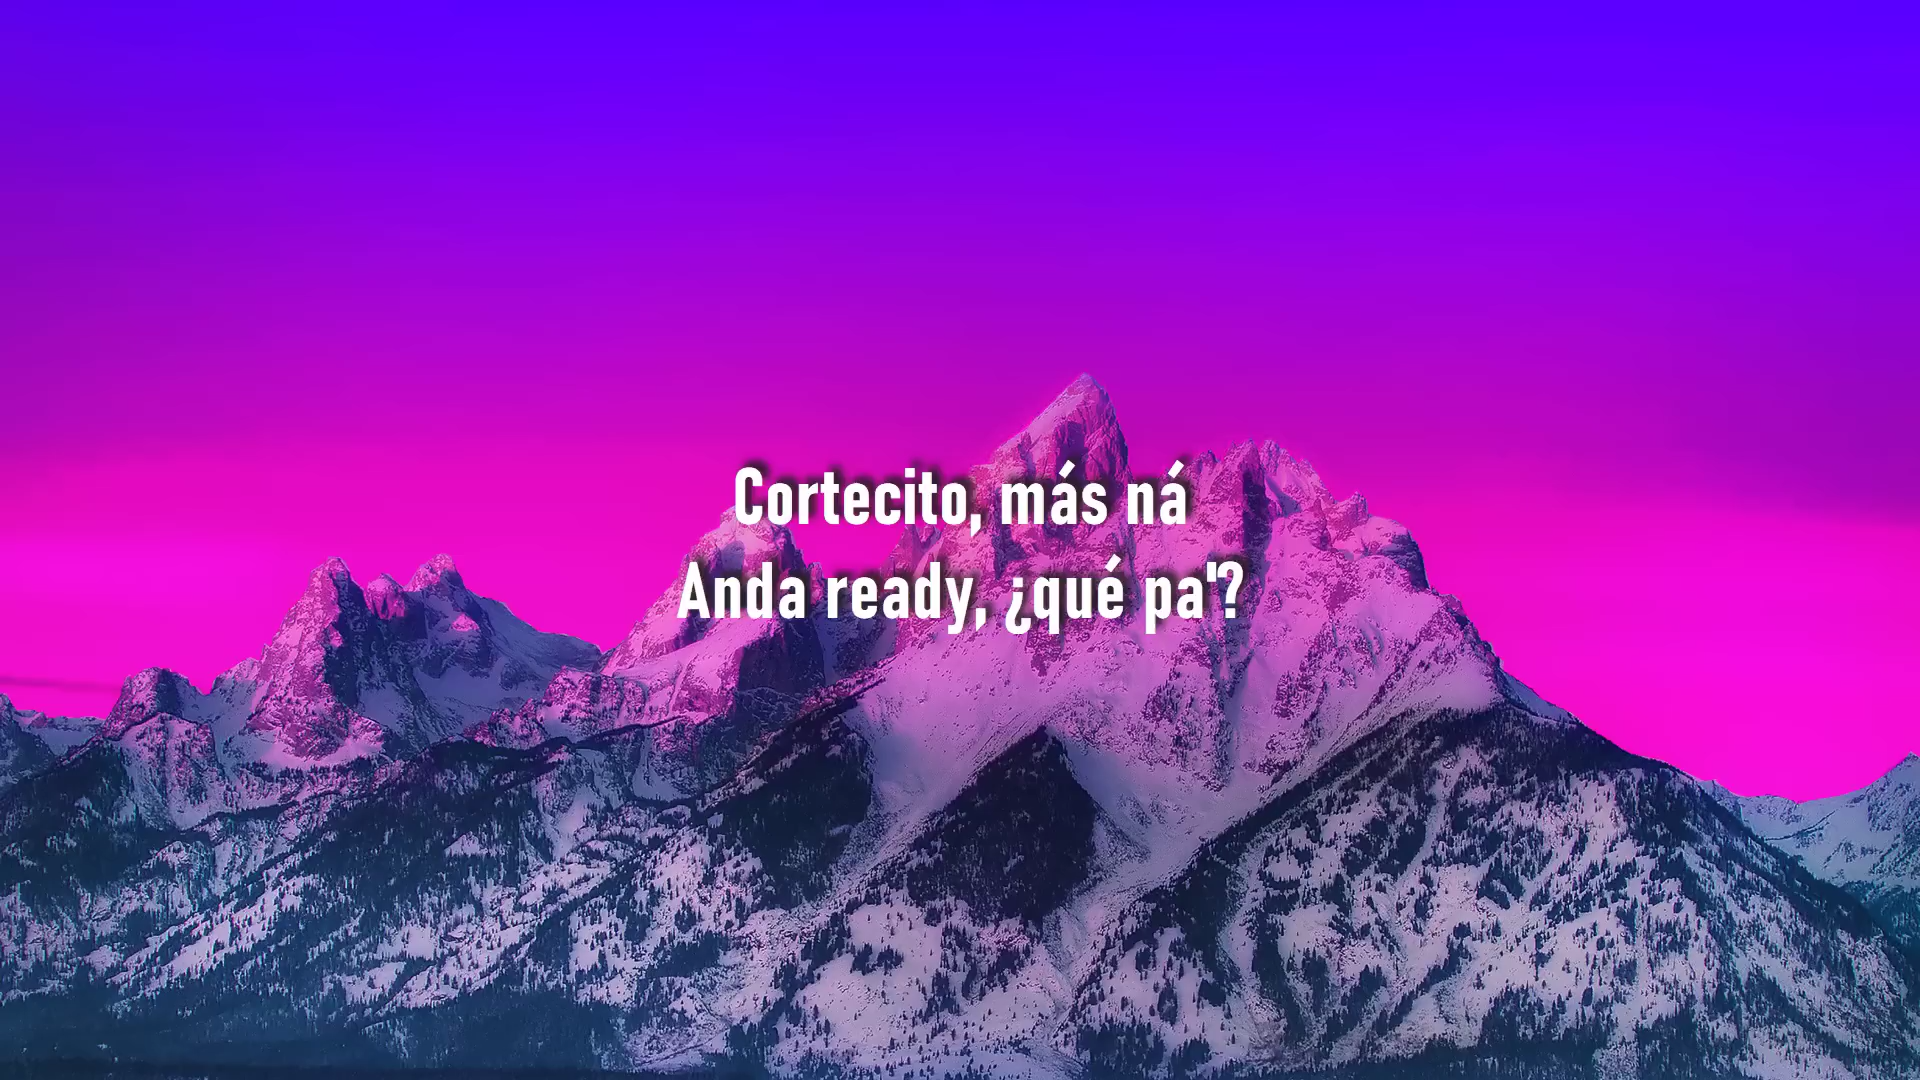 Cortecito, más ná
Anda ready, ¿qué pa'?